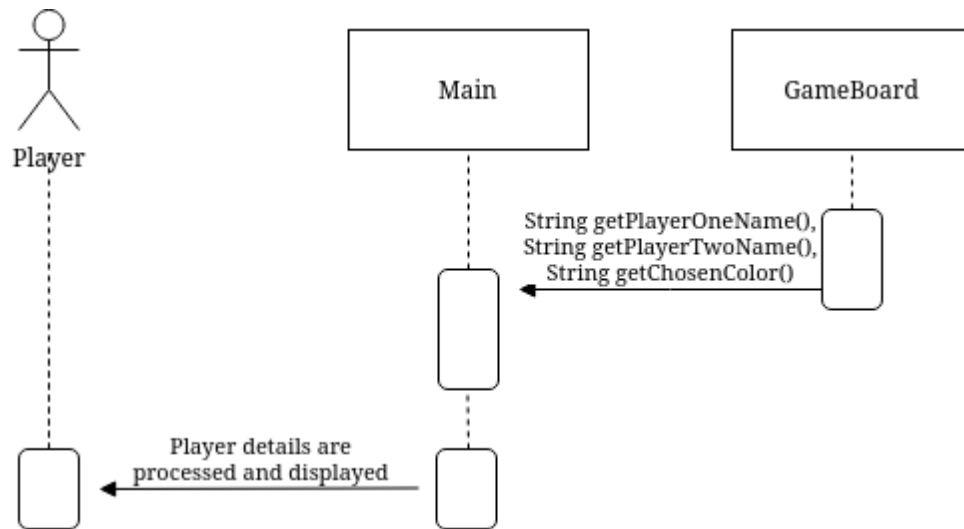 Player
Main
GameBoard
String getPlayerOneName(),
String getPlayerTwoName(),
String getChosenColor()
Player details are
processed and displayed